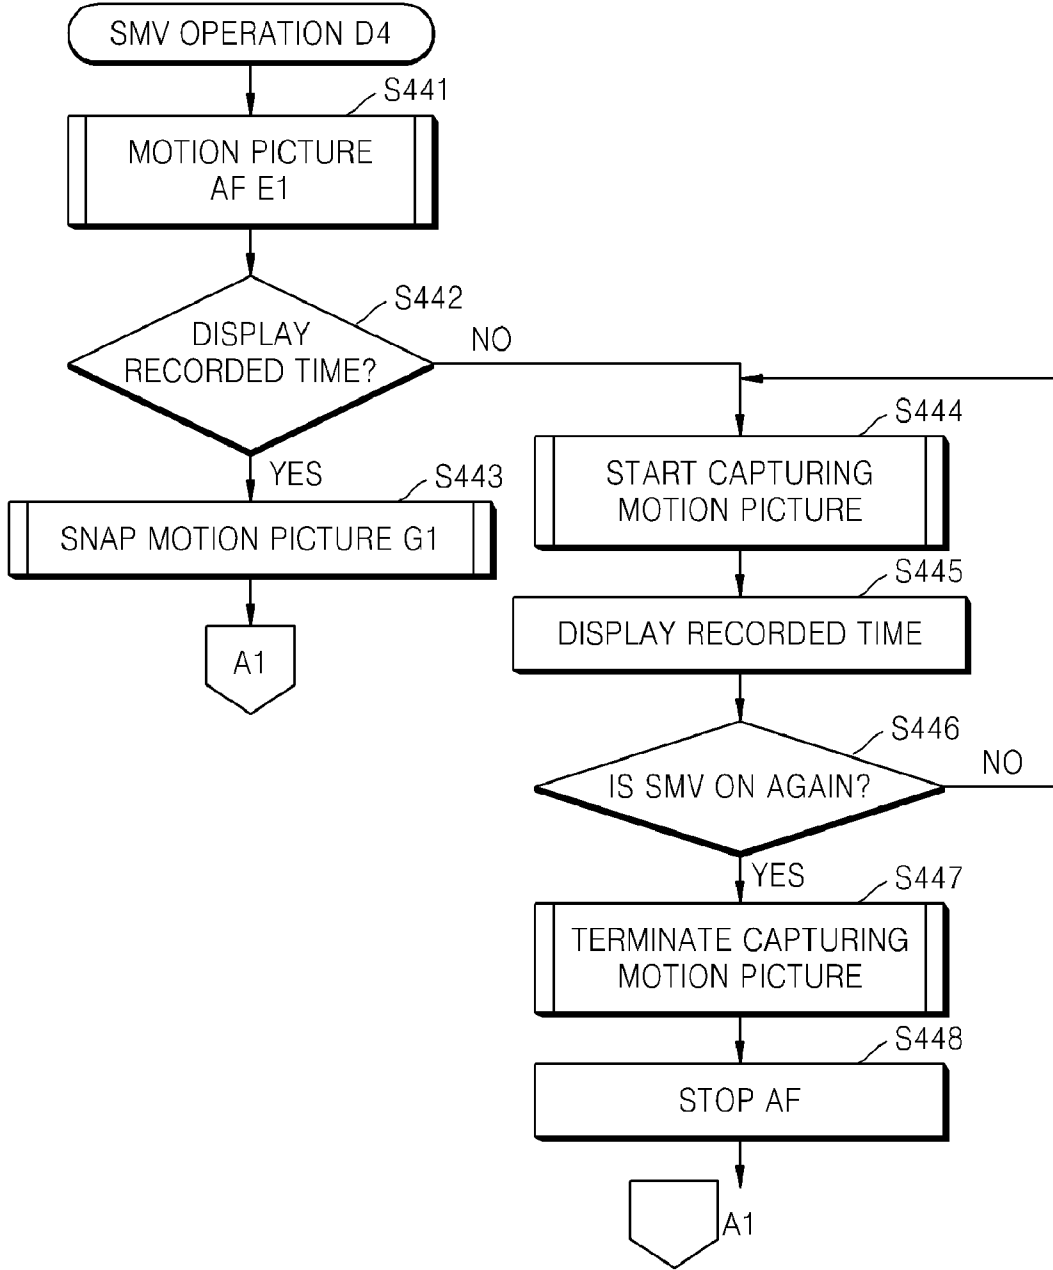 SMV OPERATION D4
S441
MOTION PICTURE
AF E1
S442
DISPLAY
RECORDED TIME?
NO
YES
S443
SNAP MOTION PICTURE G1
A1
S444
START CAPTURING
MOTION PICTURE
S445
DISPLAY RECORDED TIME
S446
IS SMV ON AGAIN?
NO
YES
S447
TERMINATE CAPTURING
MOTION PICTURE
S448
STOP AF
A1